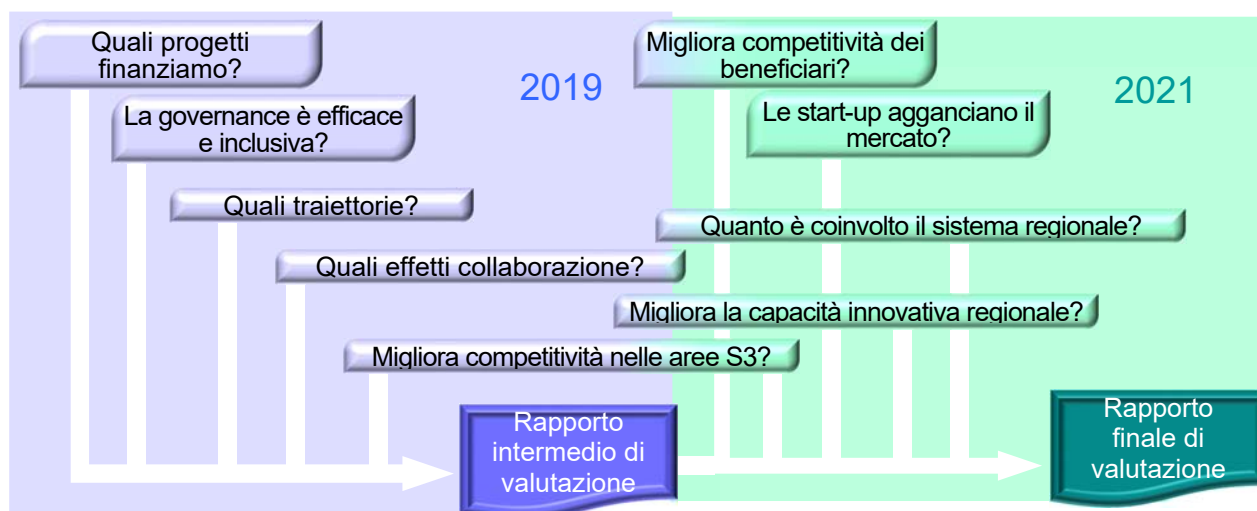 Quali progetti
finanziamo?
2019
La governance è efficace
e inclusiva?
Quali traiettorie?
Quali effetti collaborazione?
Migliora competitività nelle aree S3?
Rapporto
intermedio di
valutazione
Migliora competitività dei
beneficiari?
2021
Le start-up agganciano il
mercato?
Quanto è coinvolto il sistema regionale?
Migliora la capacità innovativa regionale?
Rapporto
finale di
valutazione